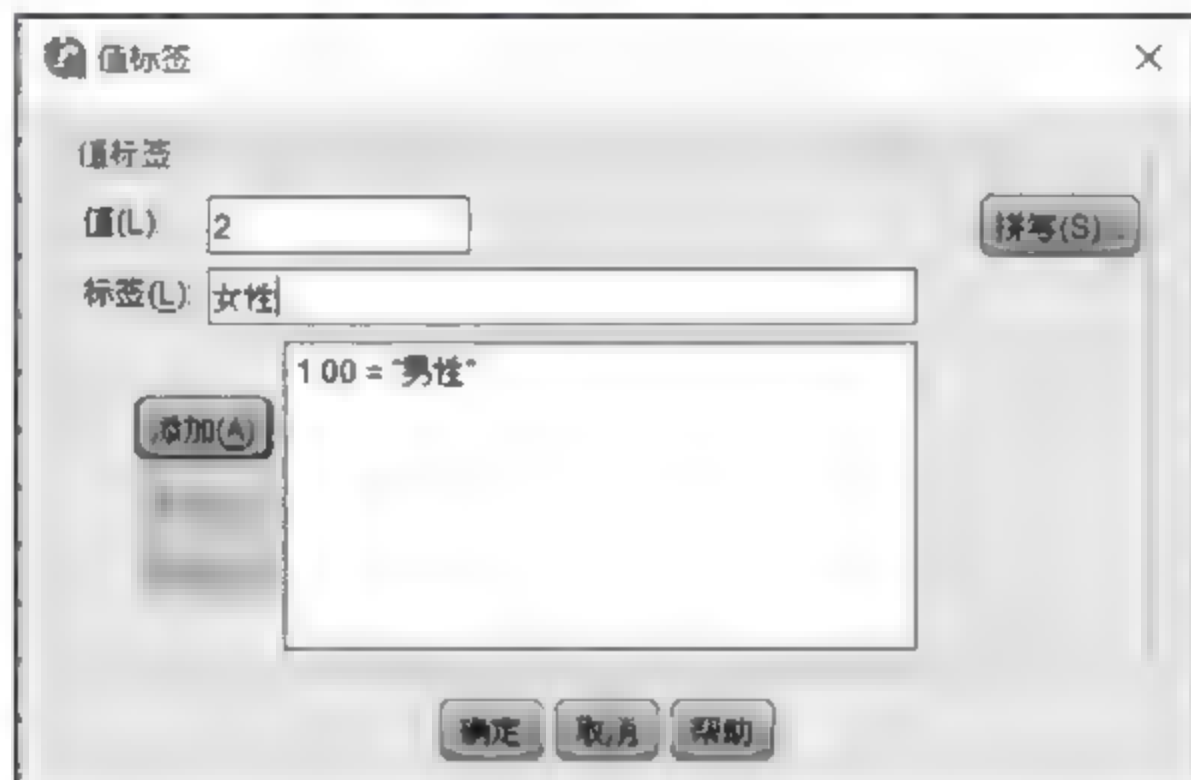 值标签
值标签
值(L)
2
拼写(S)
标签(L):
女性
1 00 = "男性"
添加(A)
确定
取消
帮助